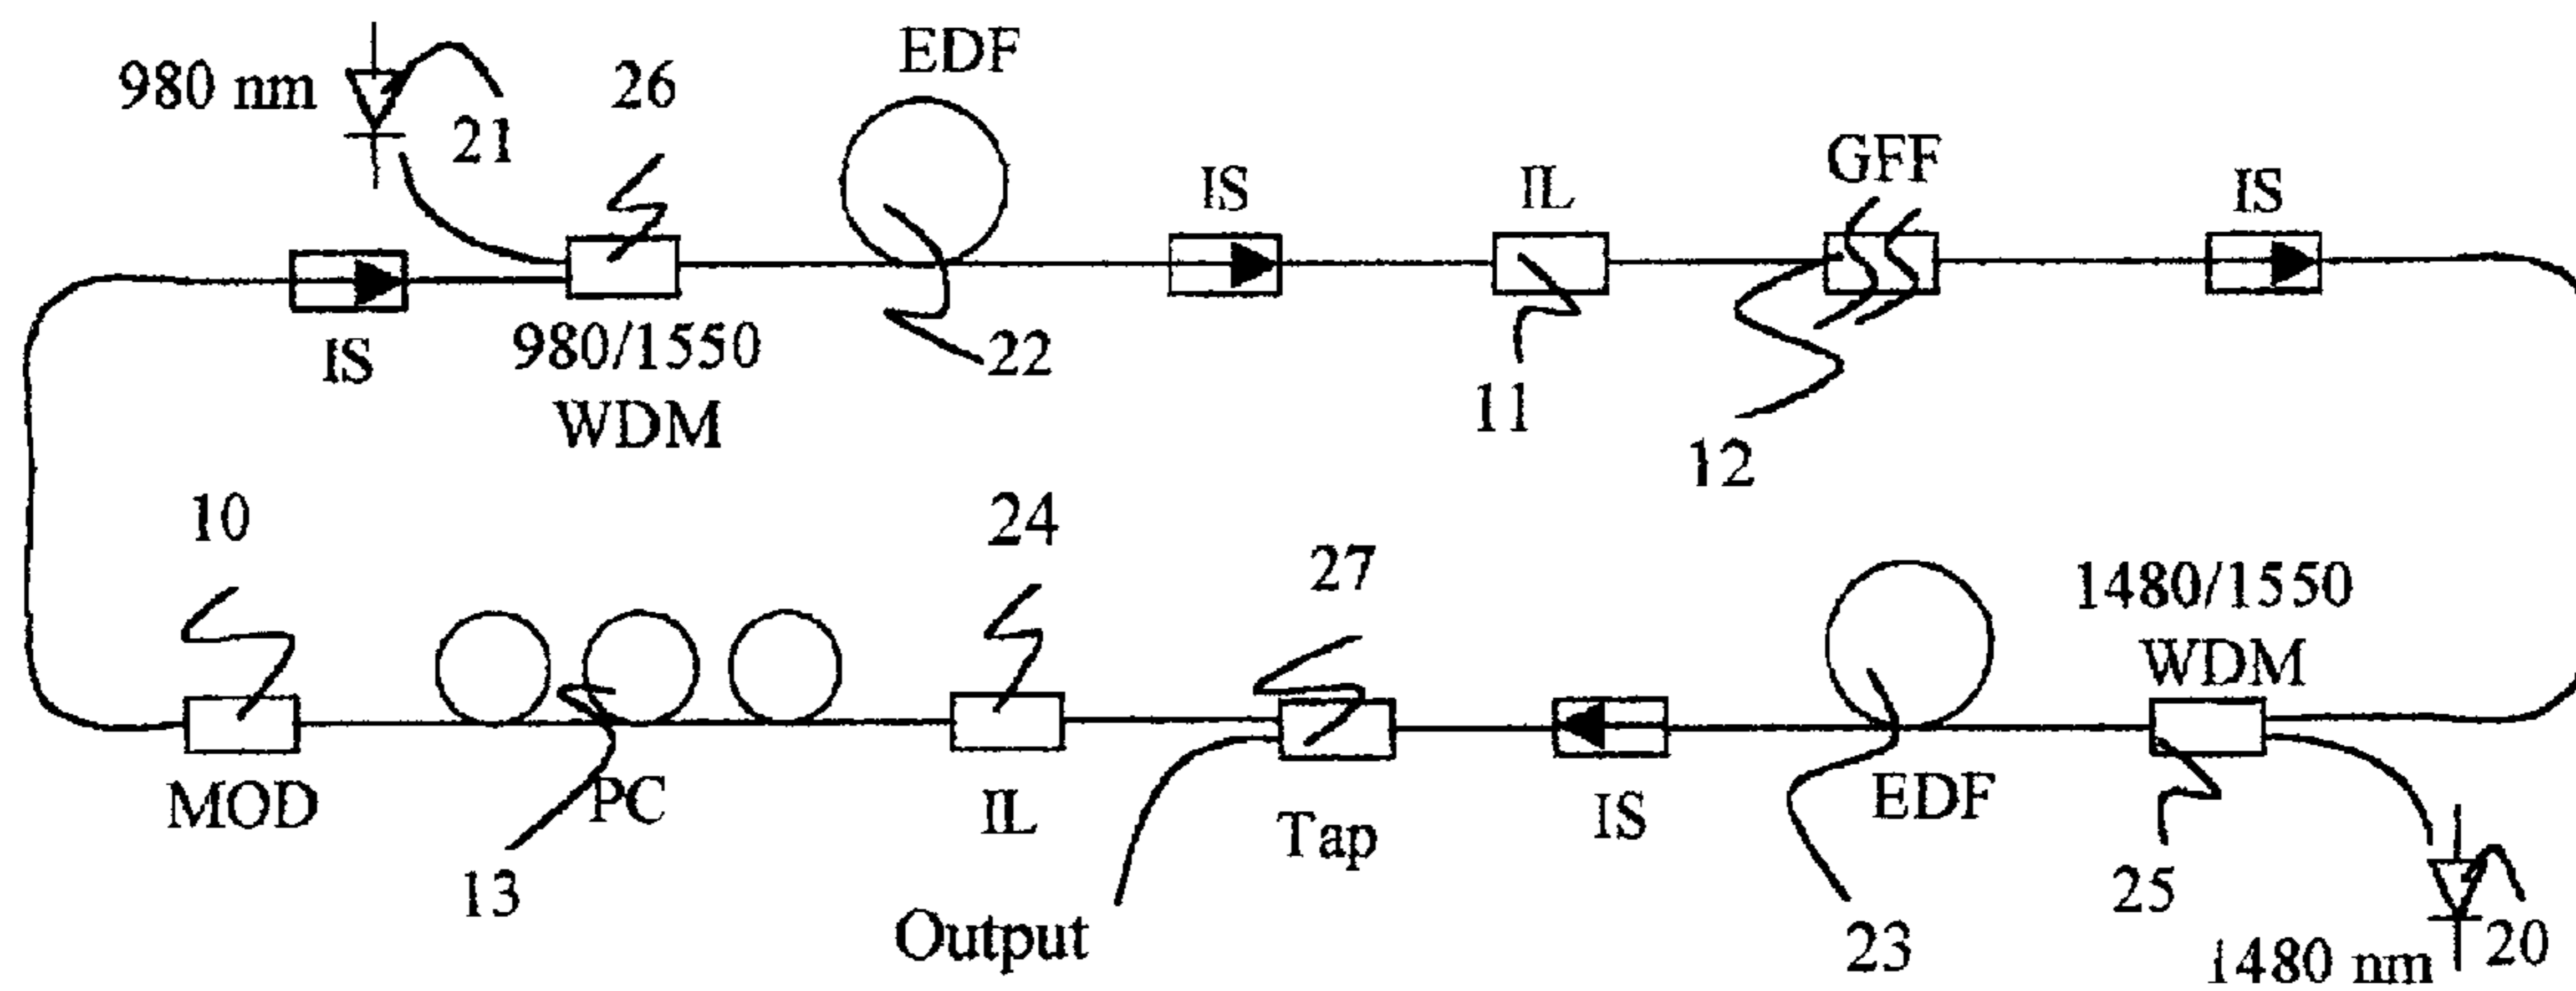 EDF
980 nm
26
21
IS
IL
GFF
IS
IS
980/1550
WDM
22
11
12
10
24
27
1480/1550
WDM
MOD
PC
IL
Tap
IS
EDF
13
Output
23
25
20
1480 nm